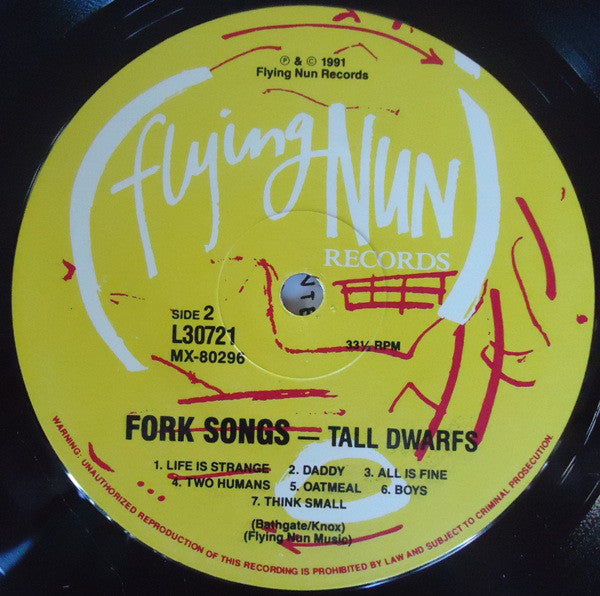 ℗ & © 1991
Flying Nun Records
(flying NUN)
RECORDS
SIDE 2
L30721
MX-80296
33⅓ RPM
FORK SONGS — TALL DWARFS
1. LIFE IS STRANGE 2. DADDY 3. ALL IS FINE
4. TWO HUMANS 5. OATMEAL 6. BOYS
7. THINK SMALL
(Bathgate/Knox)
(Flying Nun Music)
WARNING: UNAUTHORIZED REPRODUCTION OF THIS RECORDING IS PROHIBITED BY LAW AND SUBJECT TO CRIMINAL PROSECUTION.